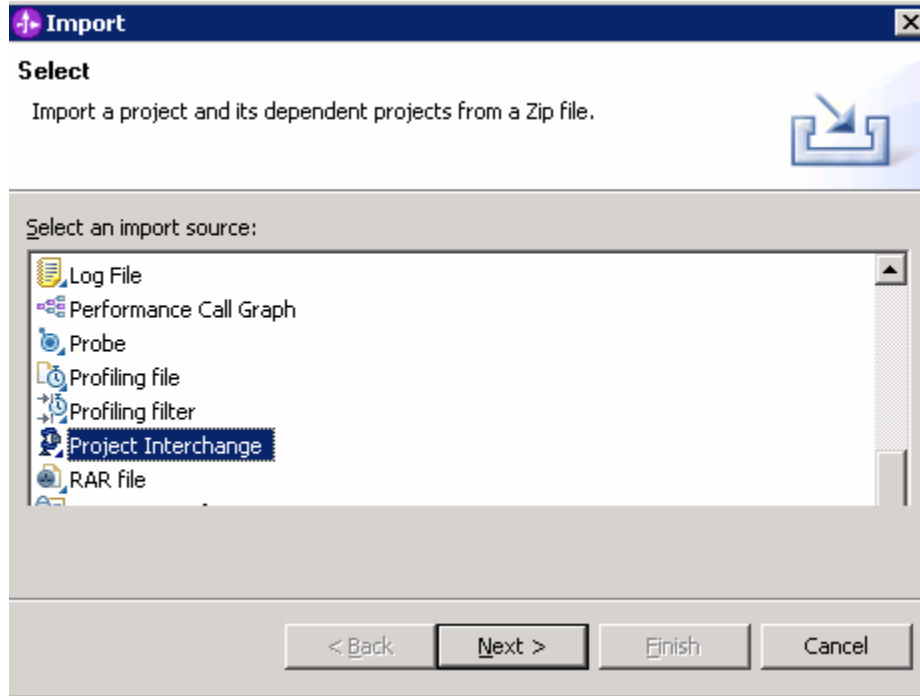 Import
Select
Import a project and its dependent projects from a Zip file.
Select an import source:
Log File
Performance Call Graph
Probe
Profiling file
Profiling filter
Project Interchange
RAR file
< Back
Next >
Finish
Cancel